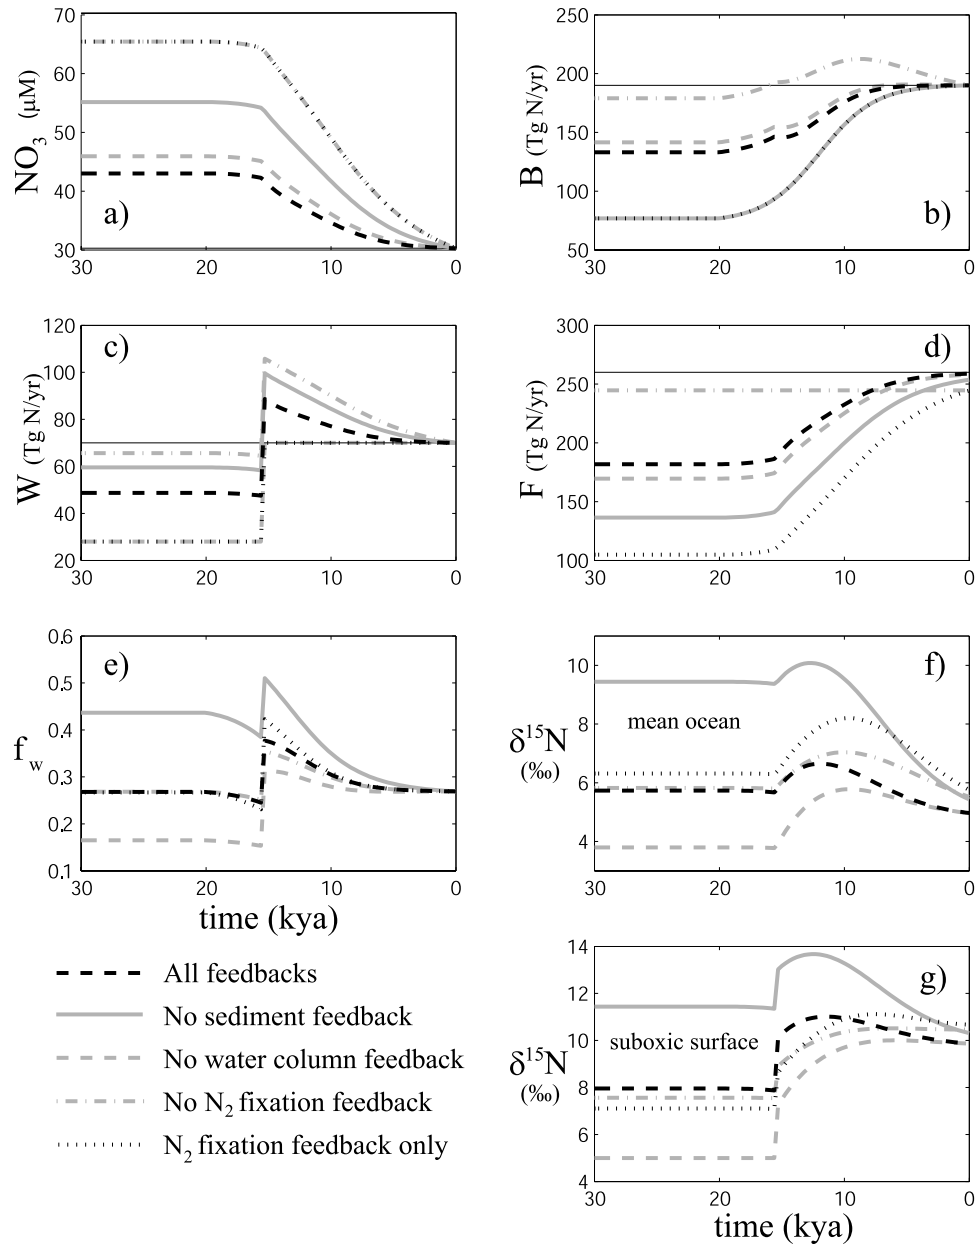 NO3 (μM)
70
60
50
40
30
30 20 10 0
a)
B (Tg N/yr)
250
200
150
100
50
30 20 10 0
b)
W (Tg N/yr)
120
100
80
60
40
20
30 20 10 0
c)
F (Tg N/yr)
300
250
200
150
100
30 20 10 0
d)
fw
0.6
0.5
0.4
0.3
0.2
0.1
30 20 10 0
e)
time (kya)
δ15N
(‰)
10
8
6
4
30 20 10 0
f)
mean ocean
All feedbacks
No sediment feedback
No water column feedback
No N2 fixation feedback
N2 fixation feedback only
δ15N
(‰)
14
12
10
8
6
4
30 20 10 0
g)
suboxic surface
time (kya)